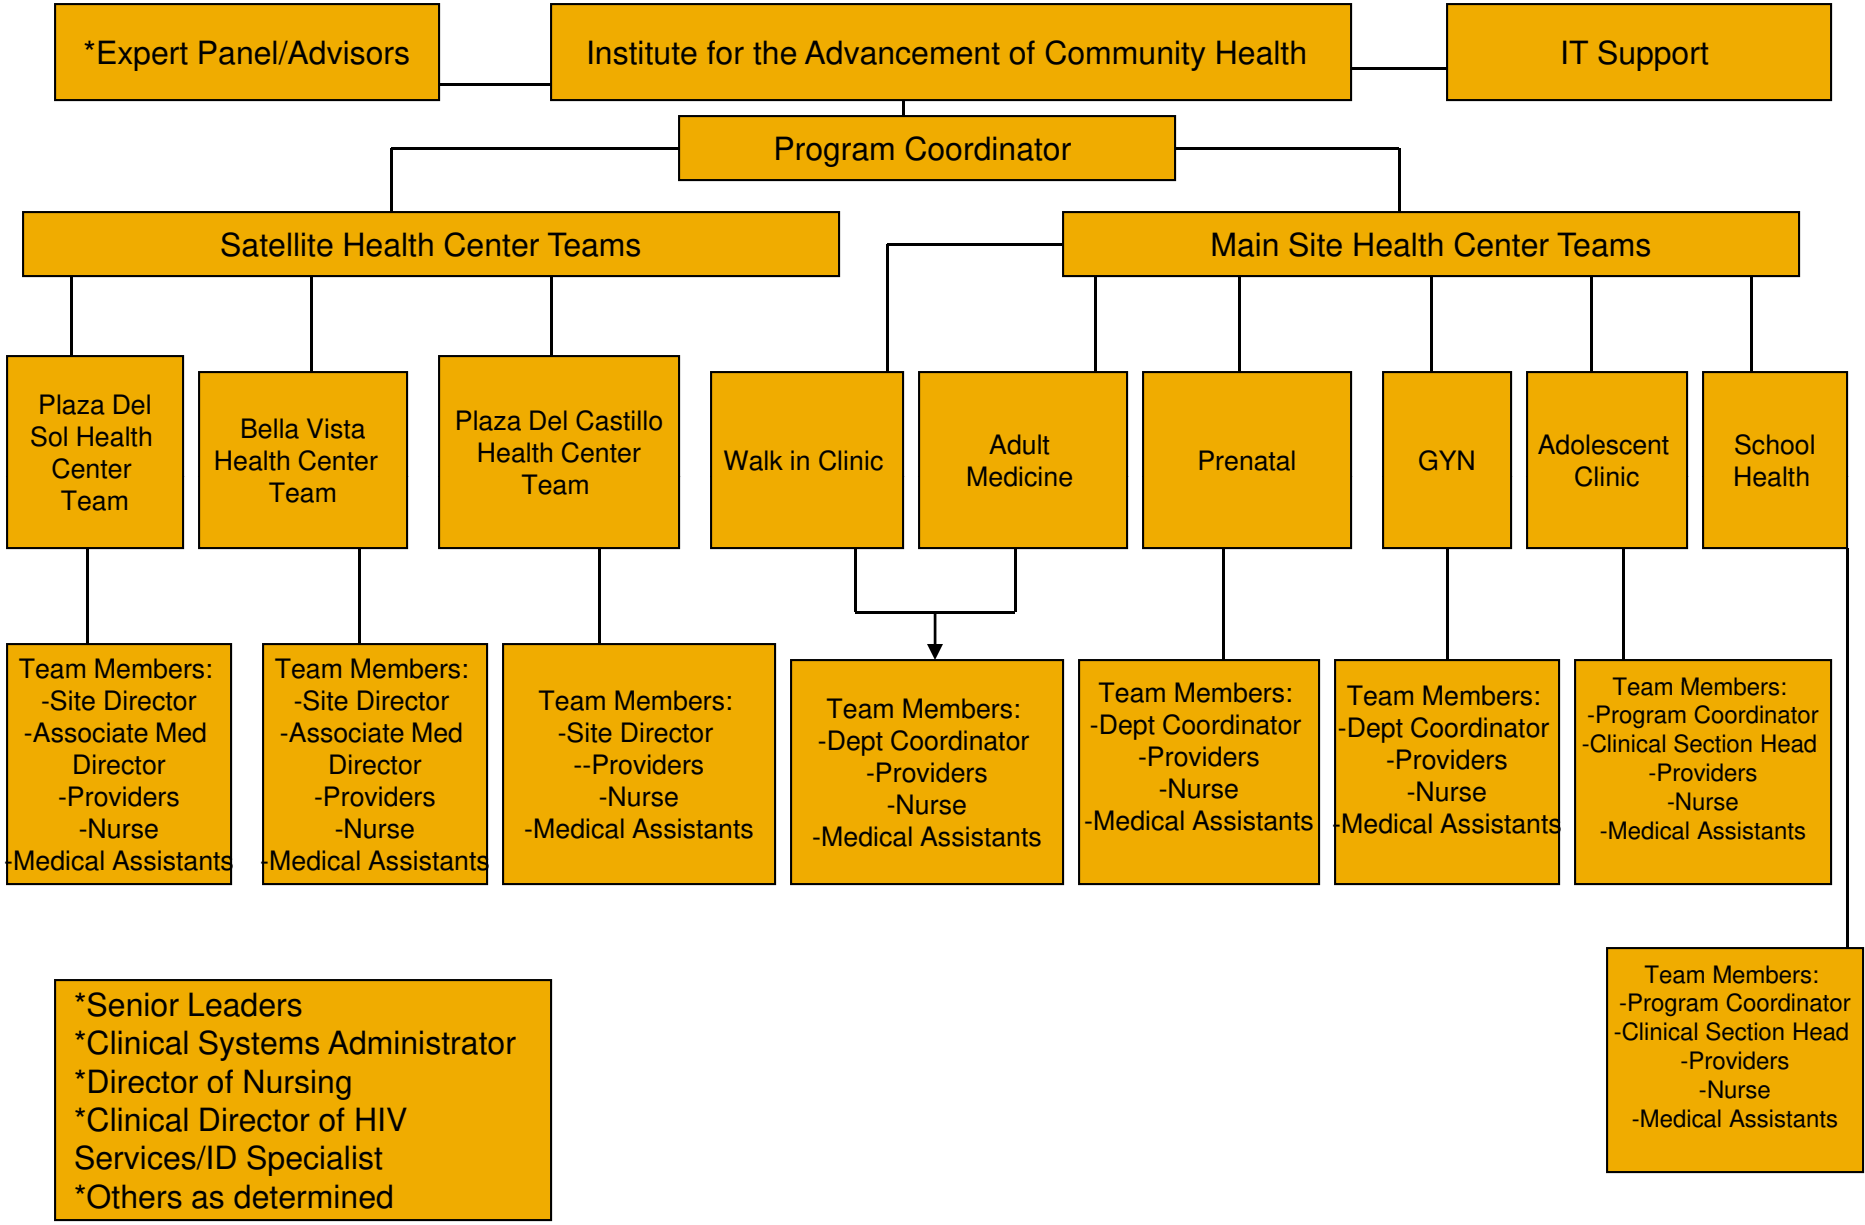 *Expert Panel/Advisors
Institute for the Advancement of Community Health
IT Support
Program Coordinator
Satellite Health Center Teams
Main Site Health Center Teams
Plaza Del
Sol Health
Center
Team
Bella Vista
Health Center
Team
Plaza Del Castillo
Health Center
Team
Walk in Clinic
Adult
Medicine
Prenatal
GYN
Adolescent
Clinic
School
Health
Team Members:
-Site Director
-Associate Med
Director
-Providers
-Nurse
-Medical Assistants
Team Members:
-Site Director
-Associate Med
Director
-Providers
-Nurse
-Medical Assistants
Team Members:
-Site Director
--Providers
-Nurse
-Medical Assistants
Team Members:
-Dept Coordinator
-Providers
-Nurse
-Medical Assistants
Team Members:
-Dept Coordinator
-Providers
-Nurse
-Medical Assistants
Team Members:
-Dept Coordinator
-Providers
-Nurse
-Medical Assistants
Team Members:
-Program Coordinator
-Clinical Section Head
-Providers
-Nurse
-Medical Assistants
Team Members:
-Program Coordinator
-Clinical Section Head
-Providers
-Nurse
-Medical Assistants
*Senior Leaders
*Clinical Systems Administrator
*Director of Nursing
*Clinical Director of HIV
Services/ID Specialist
*Others as determined